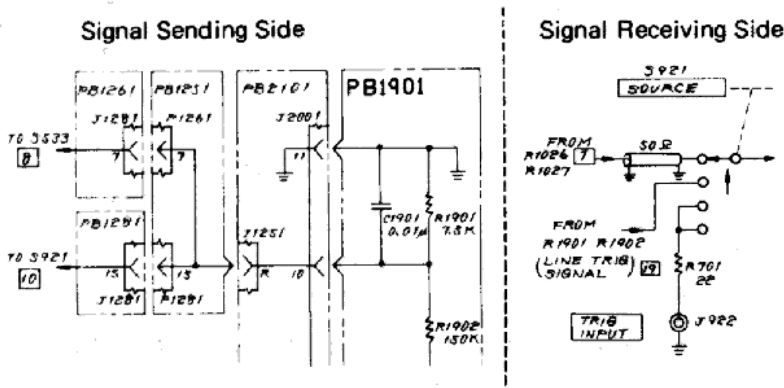 Signal Sending Side
Signal Receiving Side
PB1261
PB1251
PB2101
PB1901
S921
SOURCE
J1281
P1261
J2001
TO S533
8
7
7
11
FROM
R1026
R1027
7
50Ω
C1901
0.01µ
R1901
7.5K
PB1281
J1251
FROM
R1901 R1902
(LINE TRIG
SIGNAL)
19
TO S921
10
15
15
R
10
J1281
P1281
R701
22
R1902
150K
TRIG
INPUT
J922